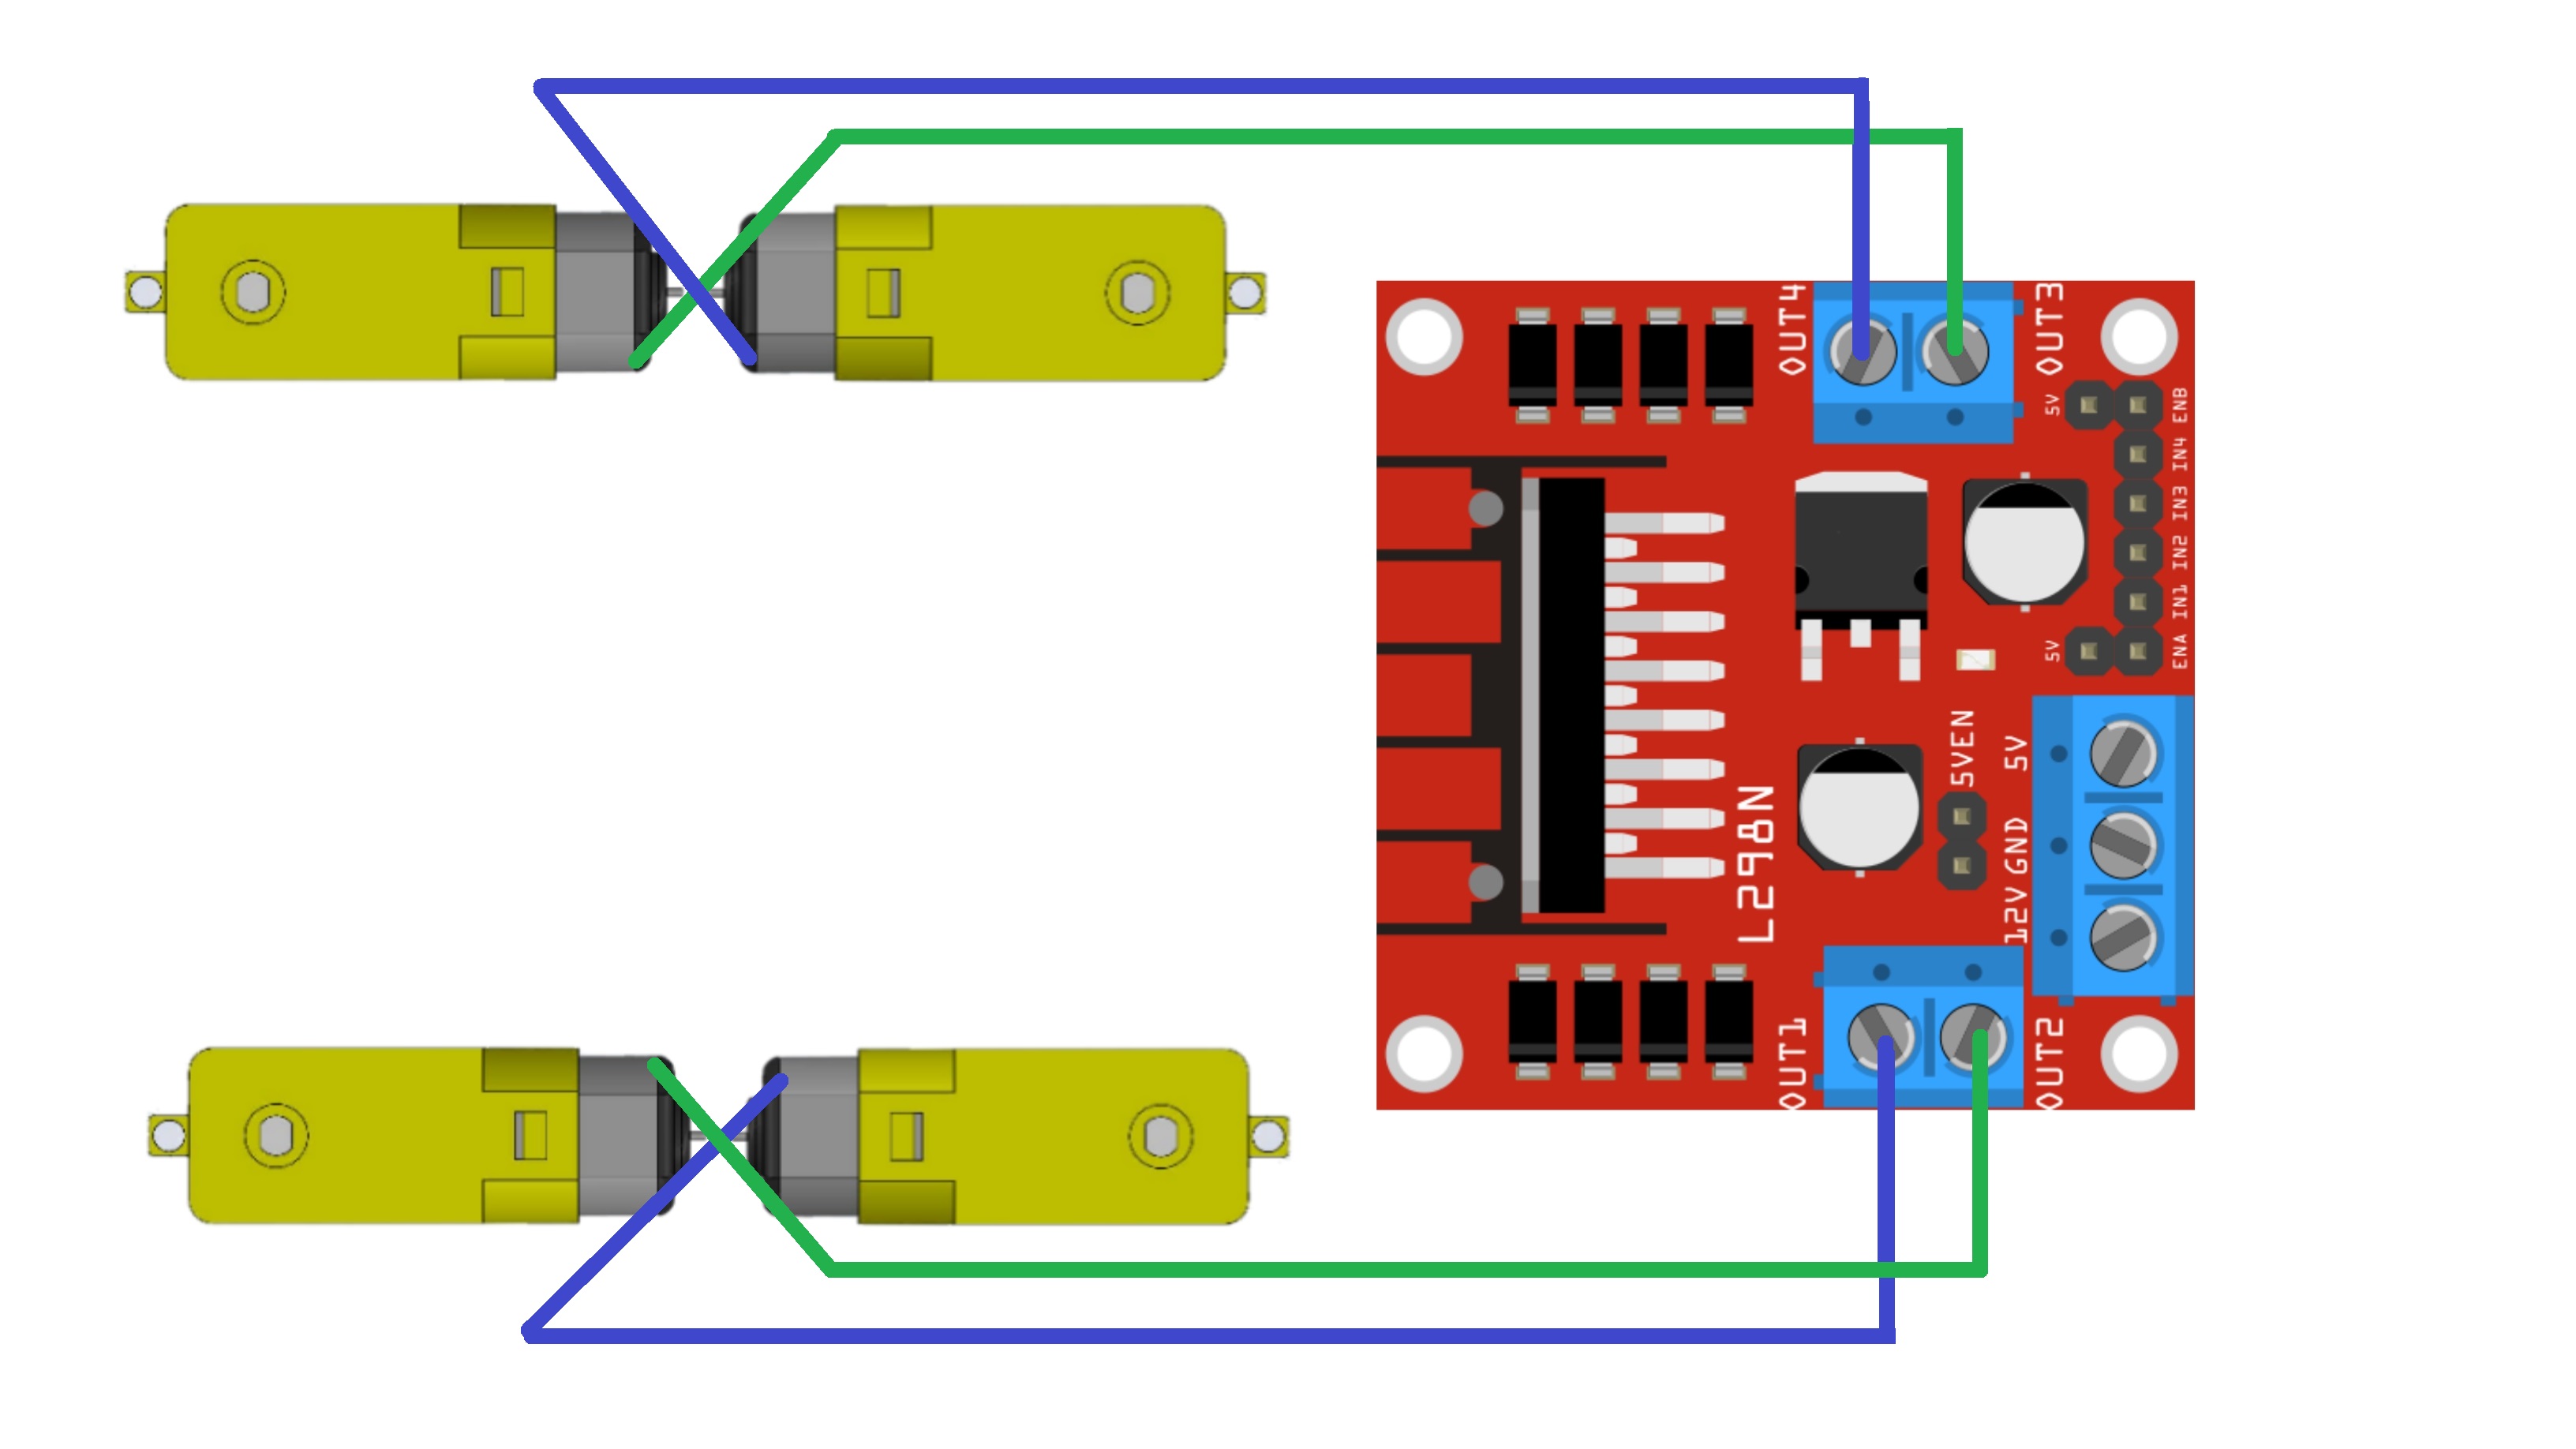 OUT4
OUT3
5V
ENB
IN4
IN3
IN2
IN1
5V
ENA
5VEN
5V
GND
12V
L298N
OUT1
OUT2